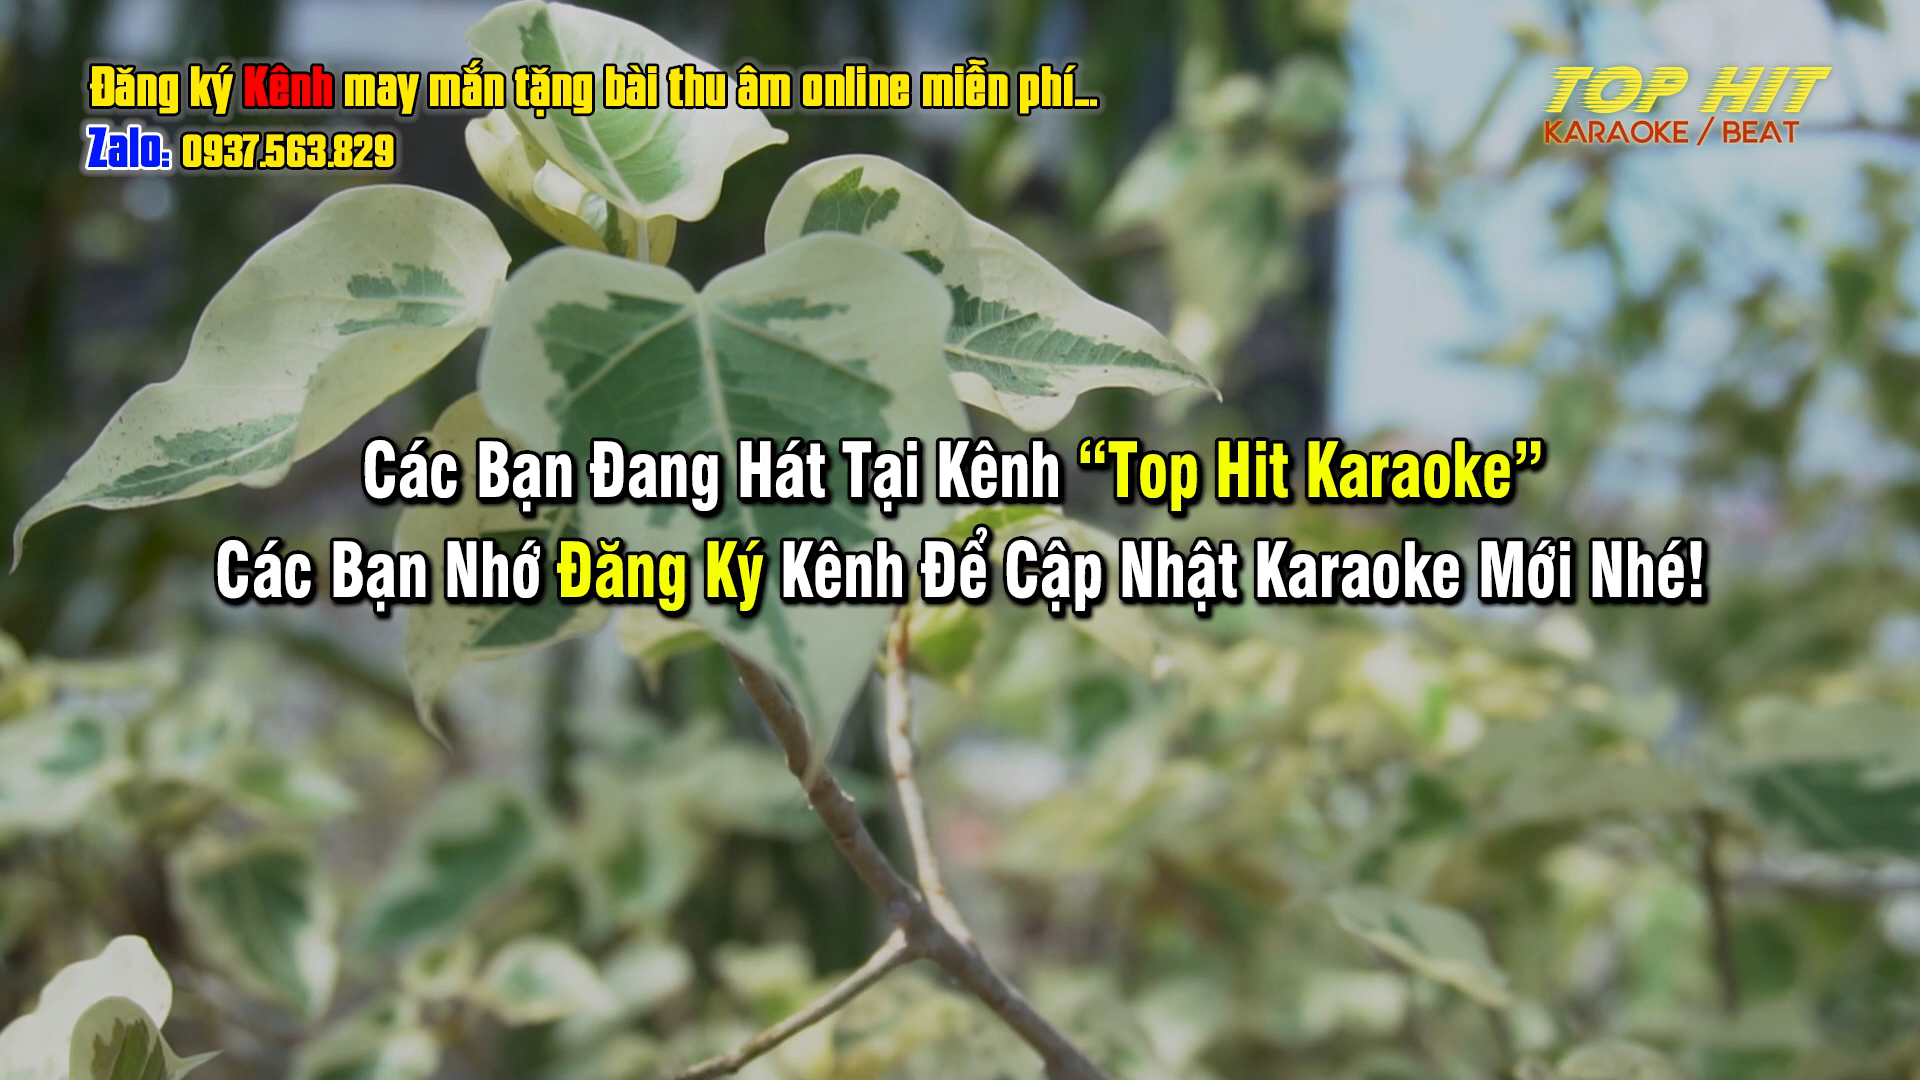 Đăng ký Kênh may mắn tặng bài thu âm online miễn phí...
Zalo: 0937.563.829
TOP HIT
KARAOKE / BEAT
Các Bạn Đang Hát Tại Kênh “Top Hit Karaoke”
Các Bạn Nhớ Đăng Ký Kênh Để Cập Nhật Karaoke Mới Nhé!